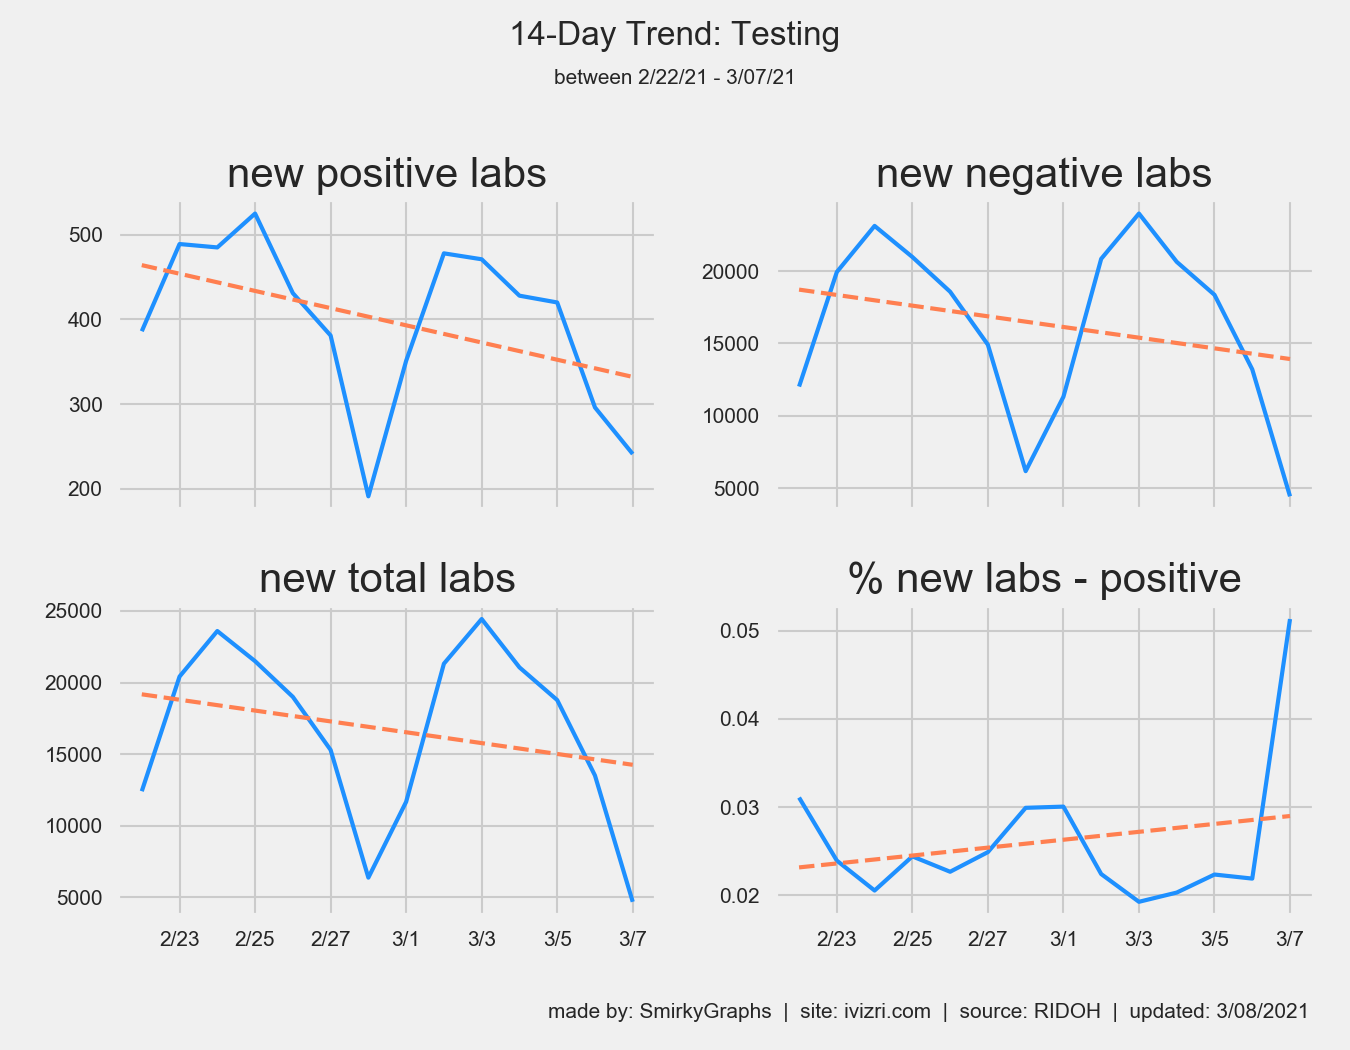 14-Day Trend: Testing
between 2/22/21 - 3/07/21
new positive labs
500
400
300
200
new negative labs
20000
15000
10000
5000
new total labs
25000
20000
15000
10000
5000
2/23 2/25 2/27 3/1 3/3 3/5 3/7
% new labs - positive
0.05
0.04
0.03
0.02
2/23 2/25 2/27 3/1 3/3 3/5 3/7
made by: SmirkyGraphs | site: ivizri.com | source: RIDOH | updated: 3/08/2021